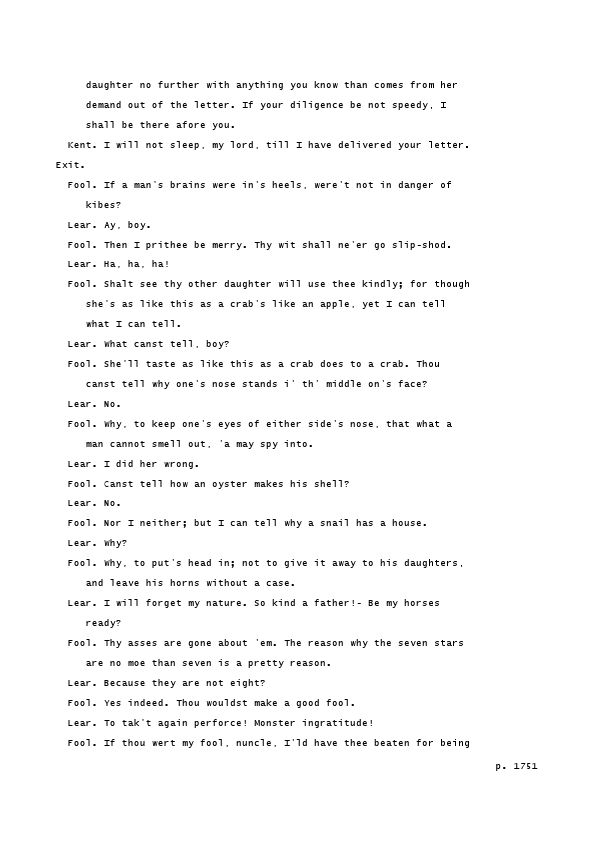 daughter no further with anything you know than comes from her
demand out of the letter. If your diligence be not speedy, I
shall be there afore you.
Kent. I will not sleep, my lord, till I have delivered your letter.
Exit.
Fool. If a man's brains were in's heels, were't not in danger of
kibes?
Lear. Ay, boy.
Fool. Then I prithee be merry. Thy wit shall ne'er go slip-shod.
Lear. Ha, ha, ha!
Fool. Shalt see thy other daughter will use thee kindly; for though
she's as like this as a crab's like an apple, yet I can tell
what I can tell.
Lear. What canst tell, boy?
Fool. She'll taste as like this as a crab does to a crab. Thou
canst tell why one's nose stands i' th' middle on's face?
Lear. No.
Fool. Why, to keep one's eyes of either side's nose, that what a
man cannot smell out, 'a may spy into.
Lear. I did her wrong.
Fool. Canst tell how an oyster makes his shell?
Lear. No.
Fool. Nor I neither; but I can tell why a snail has a house.
Lear. Why?
Fool. Why, to put's head in; not to give it away to his daughters,
and leave his horns without a case.
Lear. I will forget my nature. So kind a father!- Be my horses
ready?
Fool. Thy asses are gone about 'em. The reason why the seven stars
are no moe than seven is a pretty reason.
Lear. Because they are not eight?
Fool. Yes indeed. Thou wouldst make a good fool.
Lear. To tak't again perforce! Monster ingratitude!
Fool. If thou wert my fool, nuncle, I'ld have thee beaten for being
p. 1751